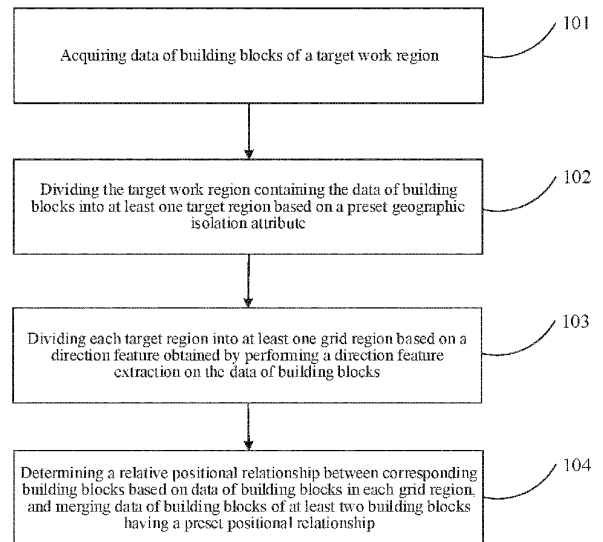 Acquiring data of building blocks of a target work region
101
Dividing the target work region containing the data of building
blocks into at least one target region based on a preset geographic
isolation attribute
102
Dividing each target region into at least one grid region based on a
direction feature obtained by performing a direction feature
extraction on the data of building blocks
103
Determining a relative positional relationship between corresponding
building blocks based on data of building blocks in each grid region,
and merging data of building blocks of at least two building blocks
having a preset positional relationship
104